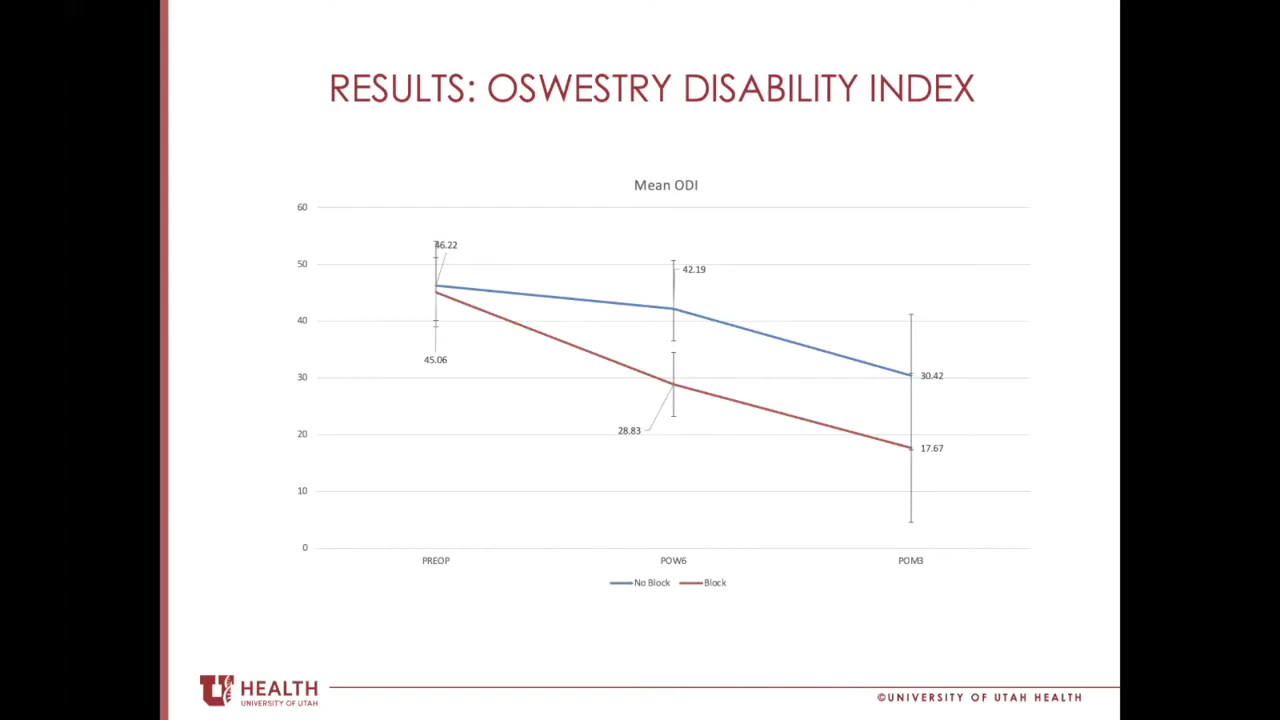 RESULTS: OSWESTRY DISABILITY INDEX
Mean ODI
60
50
40
30
20
10
0
46.22
45.06
42.19
28.83
30.42
17.67
PREOP POW6 POM3
No Block Block
U HEALTH
UNIVERSITY OF UTAH
©UNIVERSITY OF UTAH HEALTH